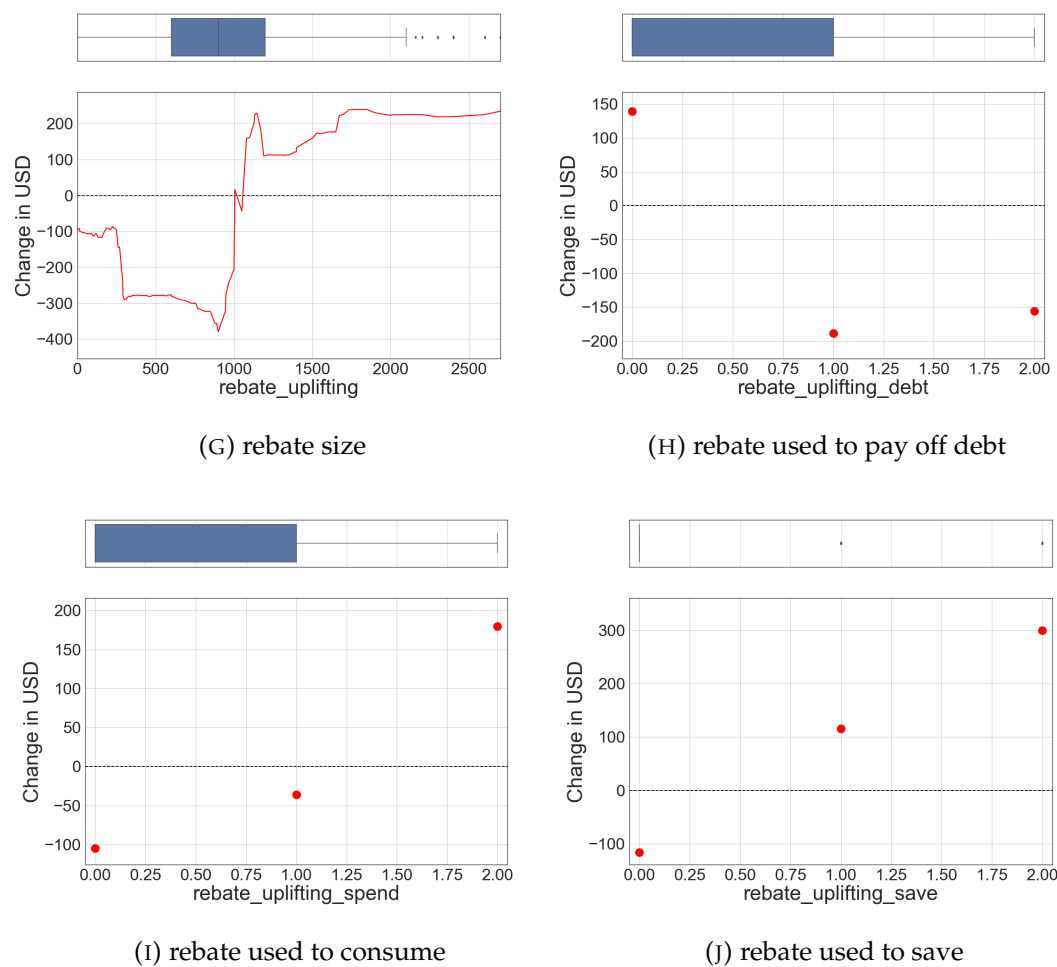 200
100
0
−100
−200
−300
−400
Change in USD
0 500 1000 1500 2000 2500
rebate_uplifting
(G) rebate size
150
100
50
0
−50
−100
−150
−200
Change in USD
0.00 0.25 0.50 0.75 1.00 1.25 1.50 1.75 2.00
rebate_uplifting_debt
(H) rebate used to pay off debt
200
150
100
50
0
−50
−100
Change in USD
0.00 0.25 0.50 0.75 1.00 1.25 1.50 1.75 2.00
rebate_uplifting_spend
(I) rebate used to consume
300
200
100
0
−100
Change in USD
0.00 0.25 0.50 0.75 1.00 1.25 1.50 1.75 2.00
rebate_uplifting_save
(J) rebate used to save